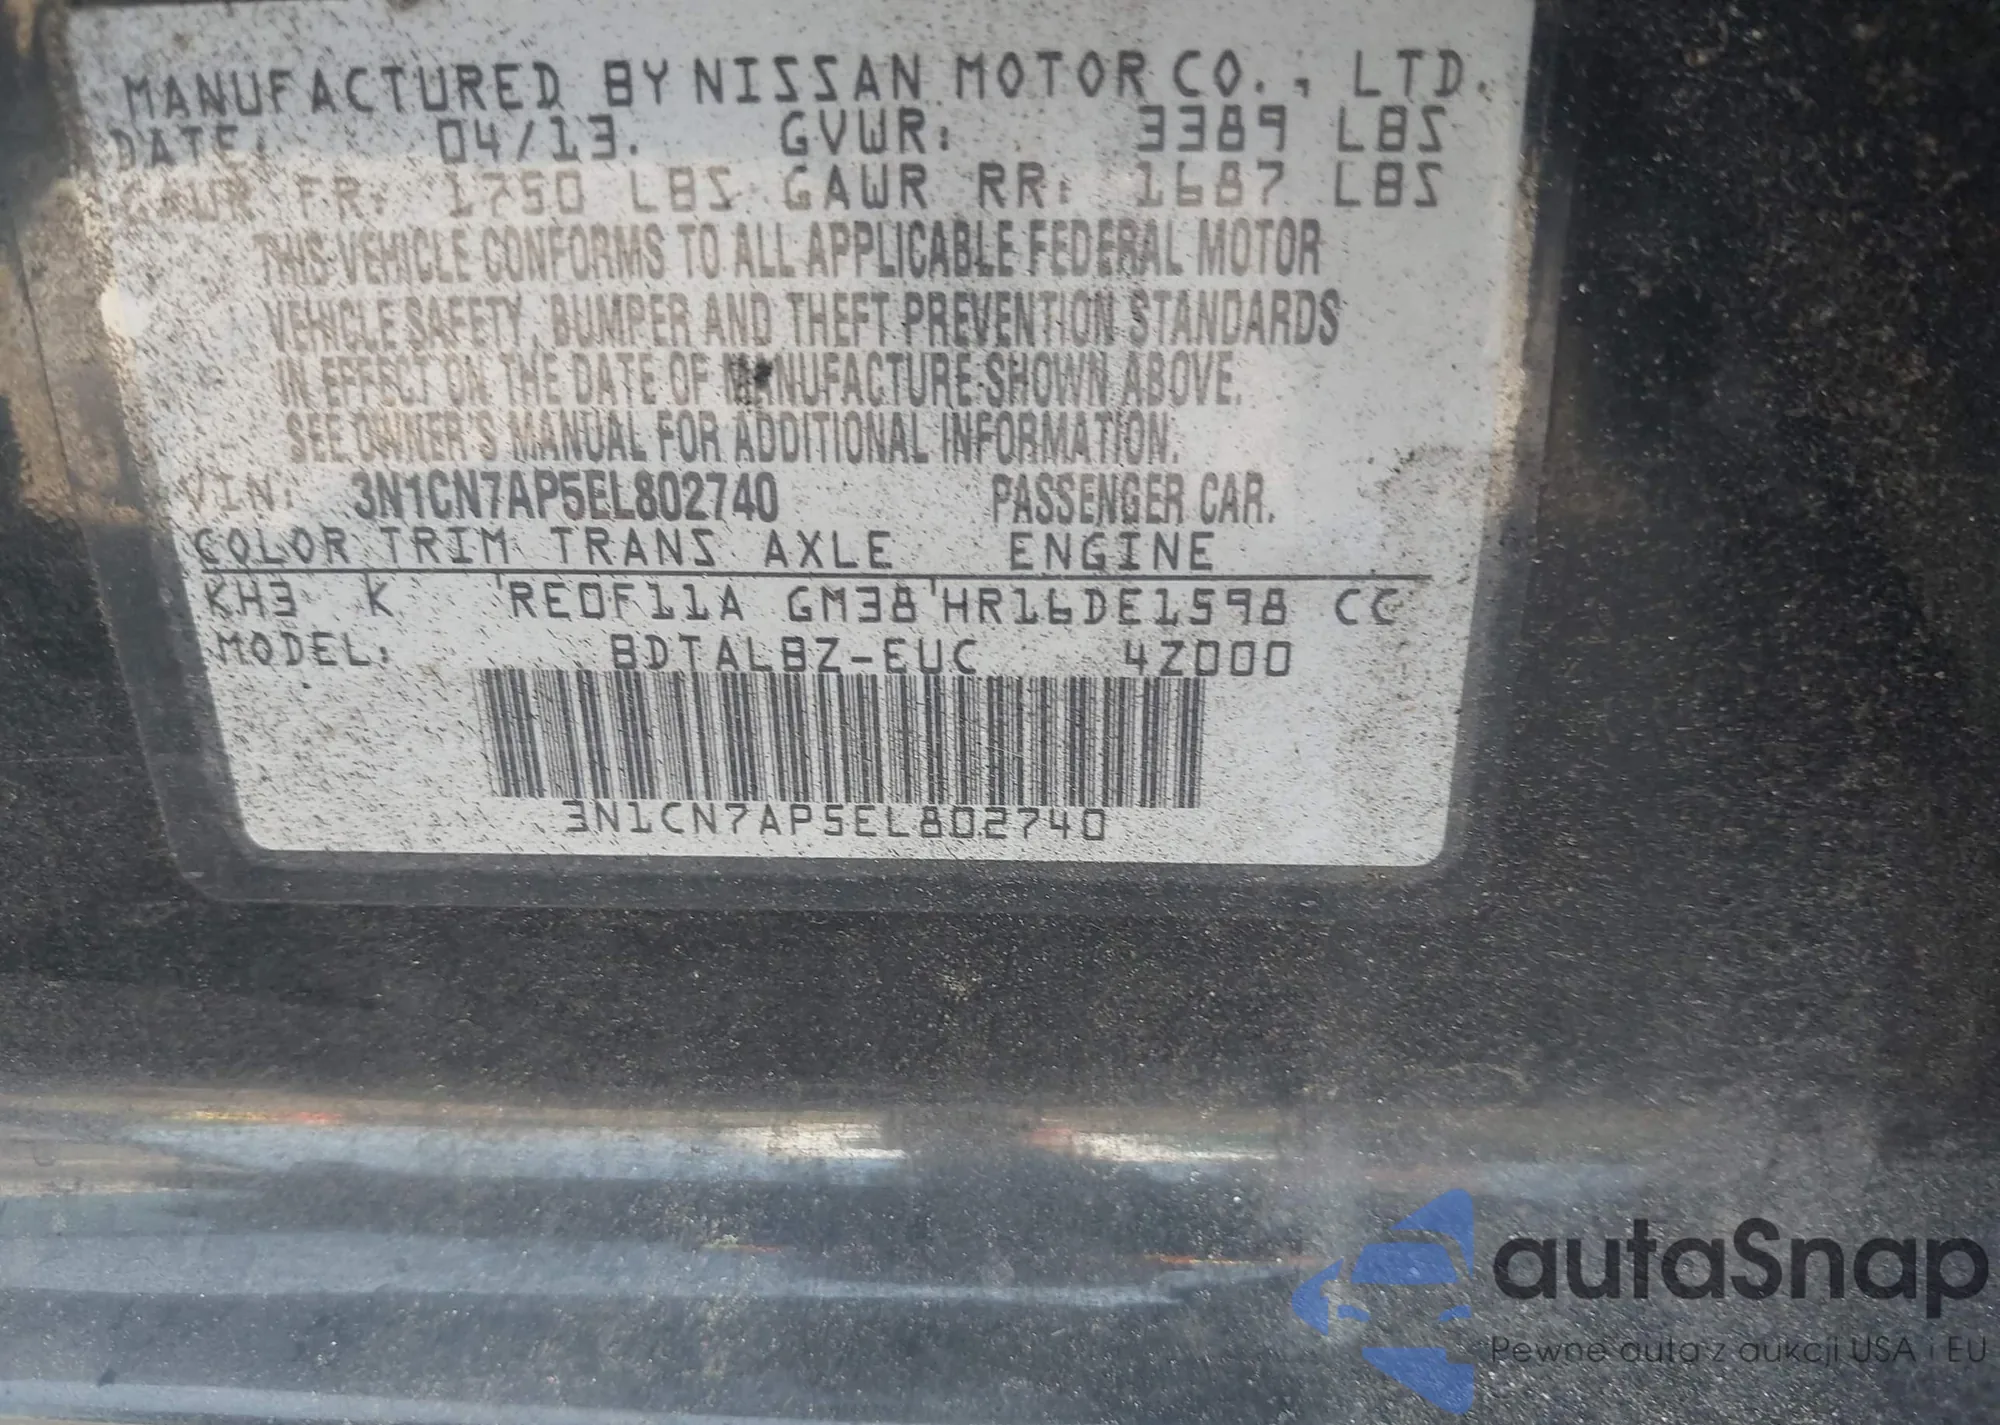 MANUFACTURED BY NISSAN MOTOR CO., LTD.
DATE: 04/13. GVWR: 3389 LBS
GAWR FR: 1750 LBS GAWR RR: 1687 LBS
THIS VEHICLE CONFORMS TO ALL APPLICABLE FEDERAL MOTOR
VEHICLE SAFETY, BUMPER AND THEFT PREVENTION STANDARDS
IN EFFECT ON THE DATE OF MANUFACTURE SHOWN ABOVE.
SEE OWNER'S MANUAL FOR ADDITIONAL INFORMATION.
VIN: 3N1CN7AP5EL802740 PASSENGER CAR.
COLOR TRIM TRANS AXLE ENGINE
KH3 K RE0F11A GM38 HR16DE1598 CC
MODEL: BDTALBZ-EUC 4Z000
3N1CN7AP5EL802740
autaSnap
Pewne auta z aukcji USA i EU